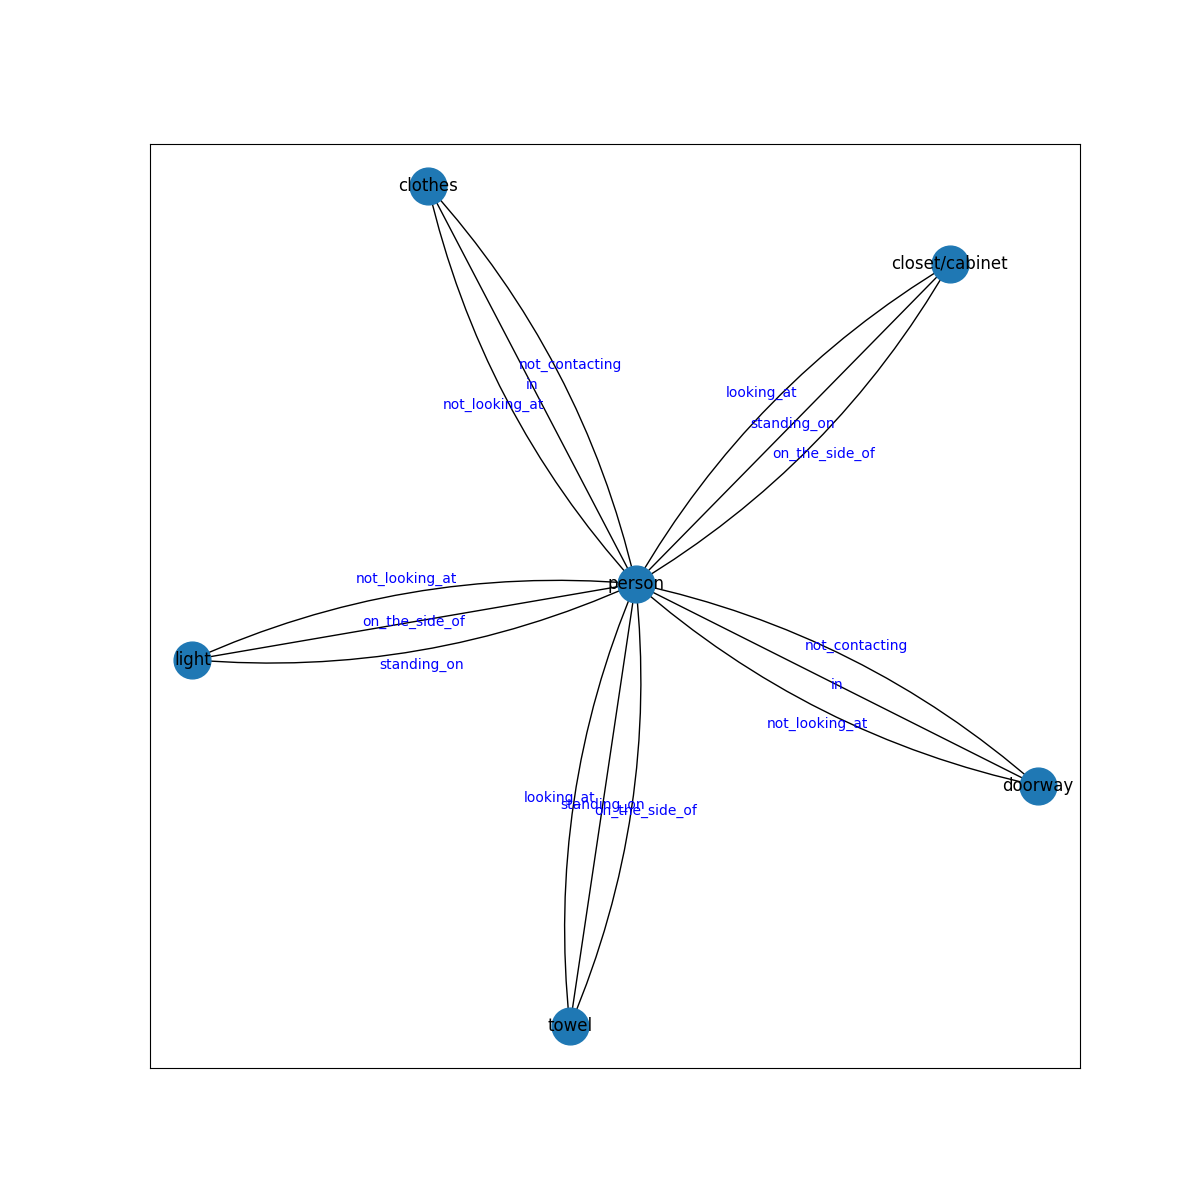 clothes
closet/cabinet
not_contacting
in
looking_at
not_looking_at
standing_on
on_the_side_of
not_looking_at
person
on_the_side_of
not_contacting
light
standing_on
in
not_looking_at
doorway
looking_at
standing_on
on_the_side_of
towel